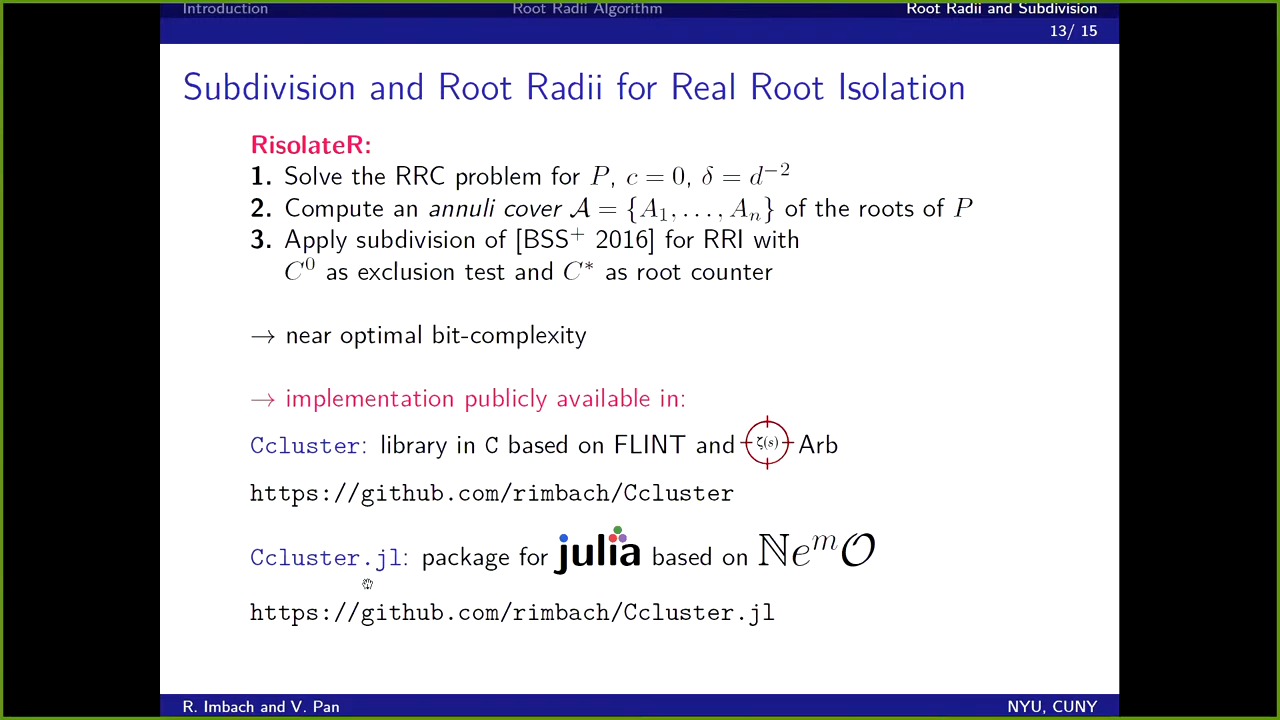 Introduction Root Radii Algorithm Root Radii and Subdivision
13/ 15
Subdivision and Root Radii for Real Root Isolation
RisolateR:
1. Solve the RRC problem for P, c = 0, δ = d⁻²
2. Compute an annuli cover 𝒜 = {A₁, . . . , Aₙ} of the roots of P
3. Apply subdivision of [BSS⁺ 2016] for RRI with
C⁰ as exclusion test and C* as root counter
→ near optimal bit-complexity
→ implementation publicly available in:
Ccluster: library in C based on FLINT and ζ(s) Arb
https://github.com/rimbach/Ccluster
Ccluster.jl: package for julia based on ℕeᵐ𝒪
https://github.com/rimbach/Ccluster.jl
R. Imbach and V. Pan NYU, CUNY